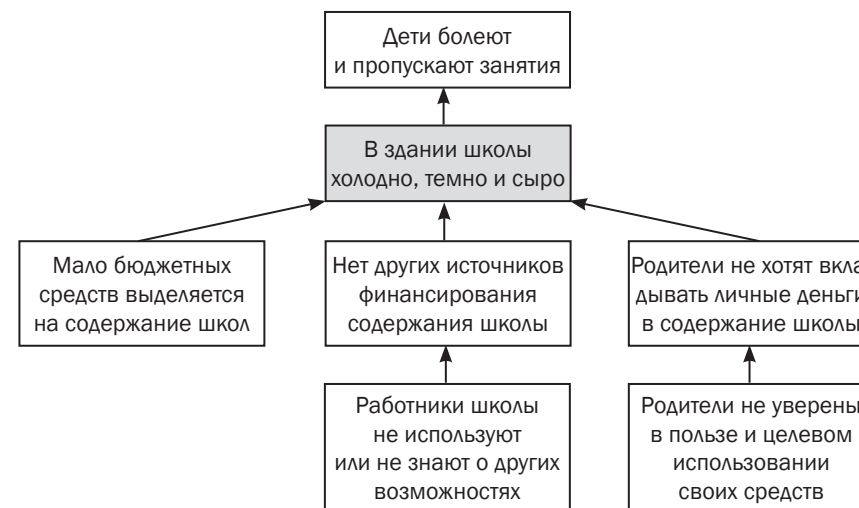 Дети болеют
и пропускают занятия
В здании школы
холодно, темно и сыро
Мало бюджетных
средств выделяется
на содержание школ
Нет других источников
финансирования
содержания школы
Родители не хотят вкла
дывать личные деньги
в содержание школы
Работники школы
не используют
или не знают о других
возможностях
Родители не уверены
в пользе и целевом
использовании
своих средств